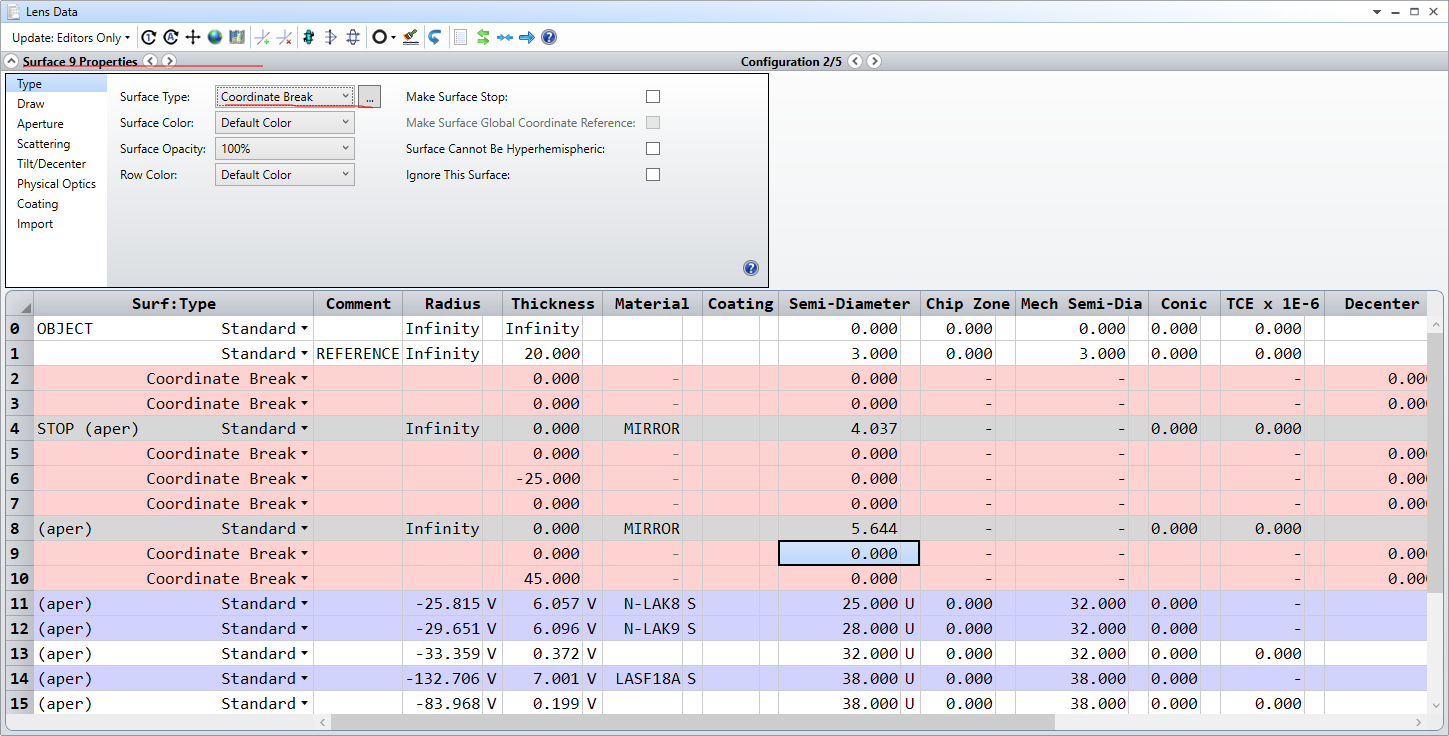 Lens Data
Update: Editors Only
Surface 9 Properties
Configuration 2/5
Type
Draw
Aperture
Scattering
Tilt/Decenter
Physical Optics
Coating
Import
Surface Type: Coordinate Break ...
Surface Color: Default Color
Surface Opacity: 100%
Row Color: Default Color
Make Surface Stop:
Make Surface Global Coordinate Reference:
Surface Cannot Be Hyperhemispheric:
Ignore This Surface:
Surf:Type Comment Radius Thickness Material Coating Semi-Diameter Chip Zone Mech Semi-Dia Conic TCE x 1E-6 Decenter
0 OBJECT Standard Infinity Infinity 0.000 0.000 0.000 0.000 0.000
1 Standard REFERENCE Infinity 20.000 3.000 0.000 3.000 0.000 0.000
2 Coordinate Break 0.000 - 0.000 - - - 0.000
3 Coordinate Break 0.000 - 0.000 - - - 0.000
4 STOP (aper) Standard Infinity 0.000 MIRROR 4.037 - - 0.000 0.000
5 Coordinate Break 0.000 - 0.000 - - - 0.000
6 Coordinate Break -25.000 - 0.000 - - - 0.000
7 Coordinate Break 0.000 - 0.000 - - - 0.000
8 (aper) Standard Infinity 0.000 MIRROR 5.644 - - 0.000 0.000
9 Coordinate Break 0.000 - 0.000 - - - 0.000
10 Coordinate Break 45.000 - 0.000 - - - 0.000
11 (aper) Standard -25.815 V 6.057 V N-LAK8 S 25.000 U 0.000 32.000 0.000 -
12 (aper) Standard -29.651 V 6.096 V N-LAK9 S 28.000 U 0.000 32.000 0.000 -
13 (aper) Standard -33.359 V 0.372 V 32.000 U 0.000 32.000 0.000 0.000
14 (aper) Standard -132.706 V 7.001 V LASF18A S 38.000 U 0.000 38.000 0.000 -
15 (aper) Standard -83.968 V 0.199 V 38.000 U 0.000 38.000 0.000 0.000